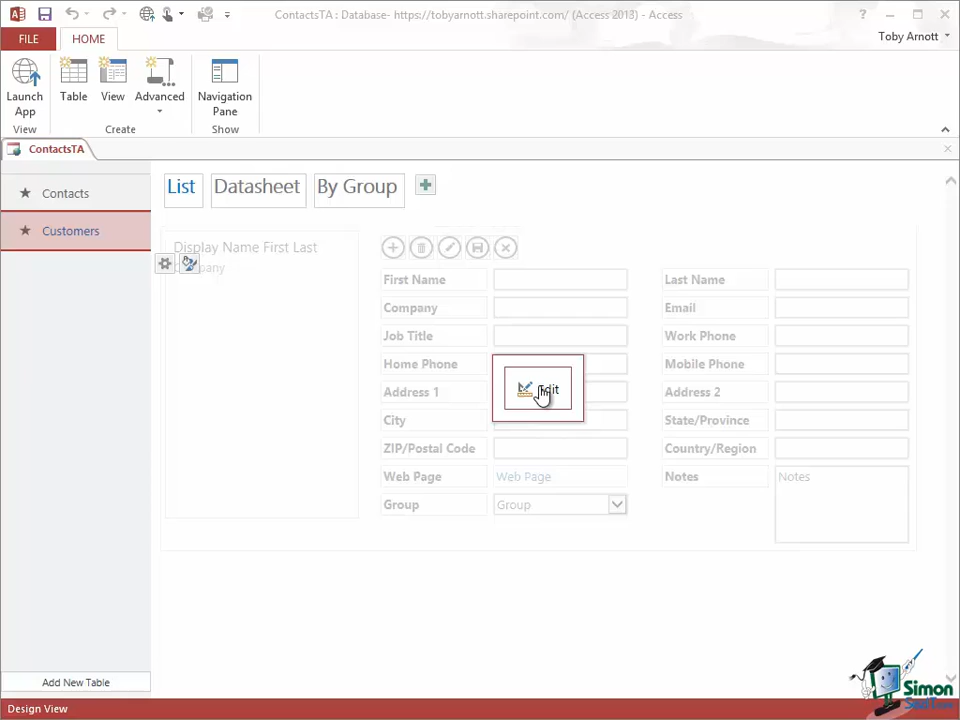 ContactsTA : Database- https://tobyarnott.sharepoint.com/ (Access 2013) - Access
?
FILE
HOME
Toby Arnott
Launch App
Table
View
Advanced
Navigation Pane
View
Create
Show
ContactsTA
Contacts
Customers
List
Datasheet
By Group
Display Name First Last
Company
First Name
Last Name
Company
Email
Job Title
Work Phone
Home Phone
Mobile Phone
Address 1
Edit
Address 2
City
State/Province
ZIP/Postal Code
Country/Region
Web Page
Web Page
Notes
Notes
Group
Group
Add New Table
Design View
Simon